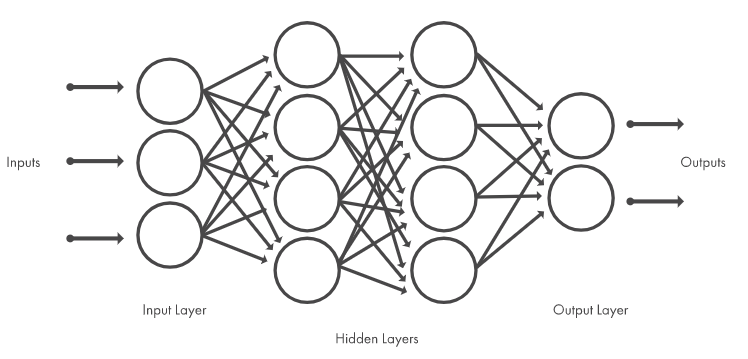 Inputs
Outputs
Input Layer
Output Layer
Hidden Layers